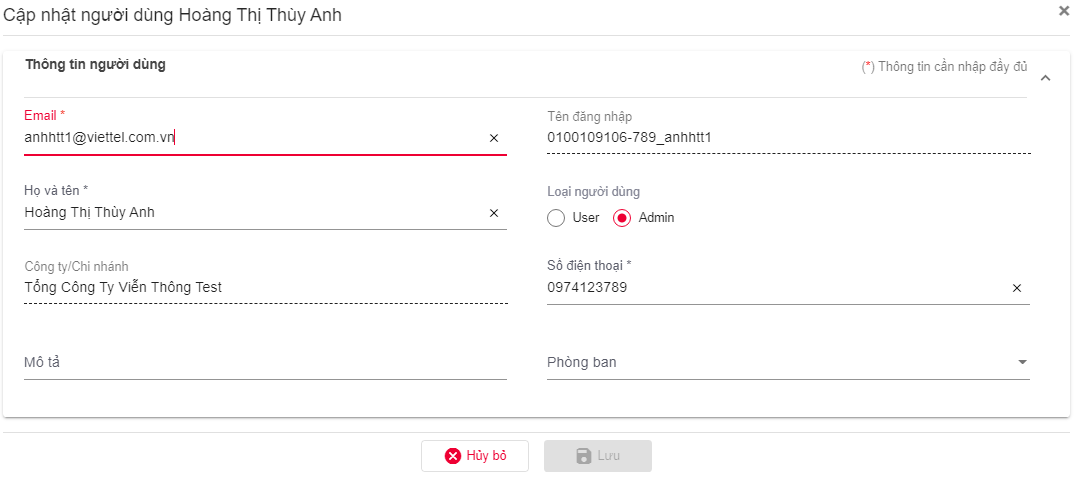 Cập nhật người dùng Hoàng Thị Thùy Anh
Thông tin người dùng
(*) Thông tin cần nhập đầy đủ
Email *
anhhtt1@viettel.com.vn
Tên đăng nhập
0100109106-789_anhhtt1
Họ và tên *
Hoàng Thị Thùy Anh
Loại người dùng
User
Admin
Công ty/Chi nhánh
Tổng Công Ty Viễn Thông Test
Số điện thoại *
0974123789
Mô tả
Phòng ban
Hủy bỏ
Lưu